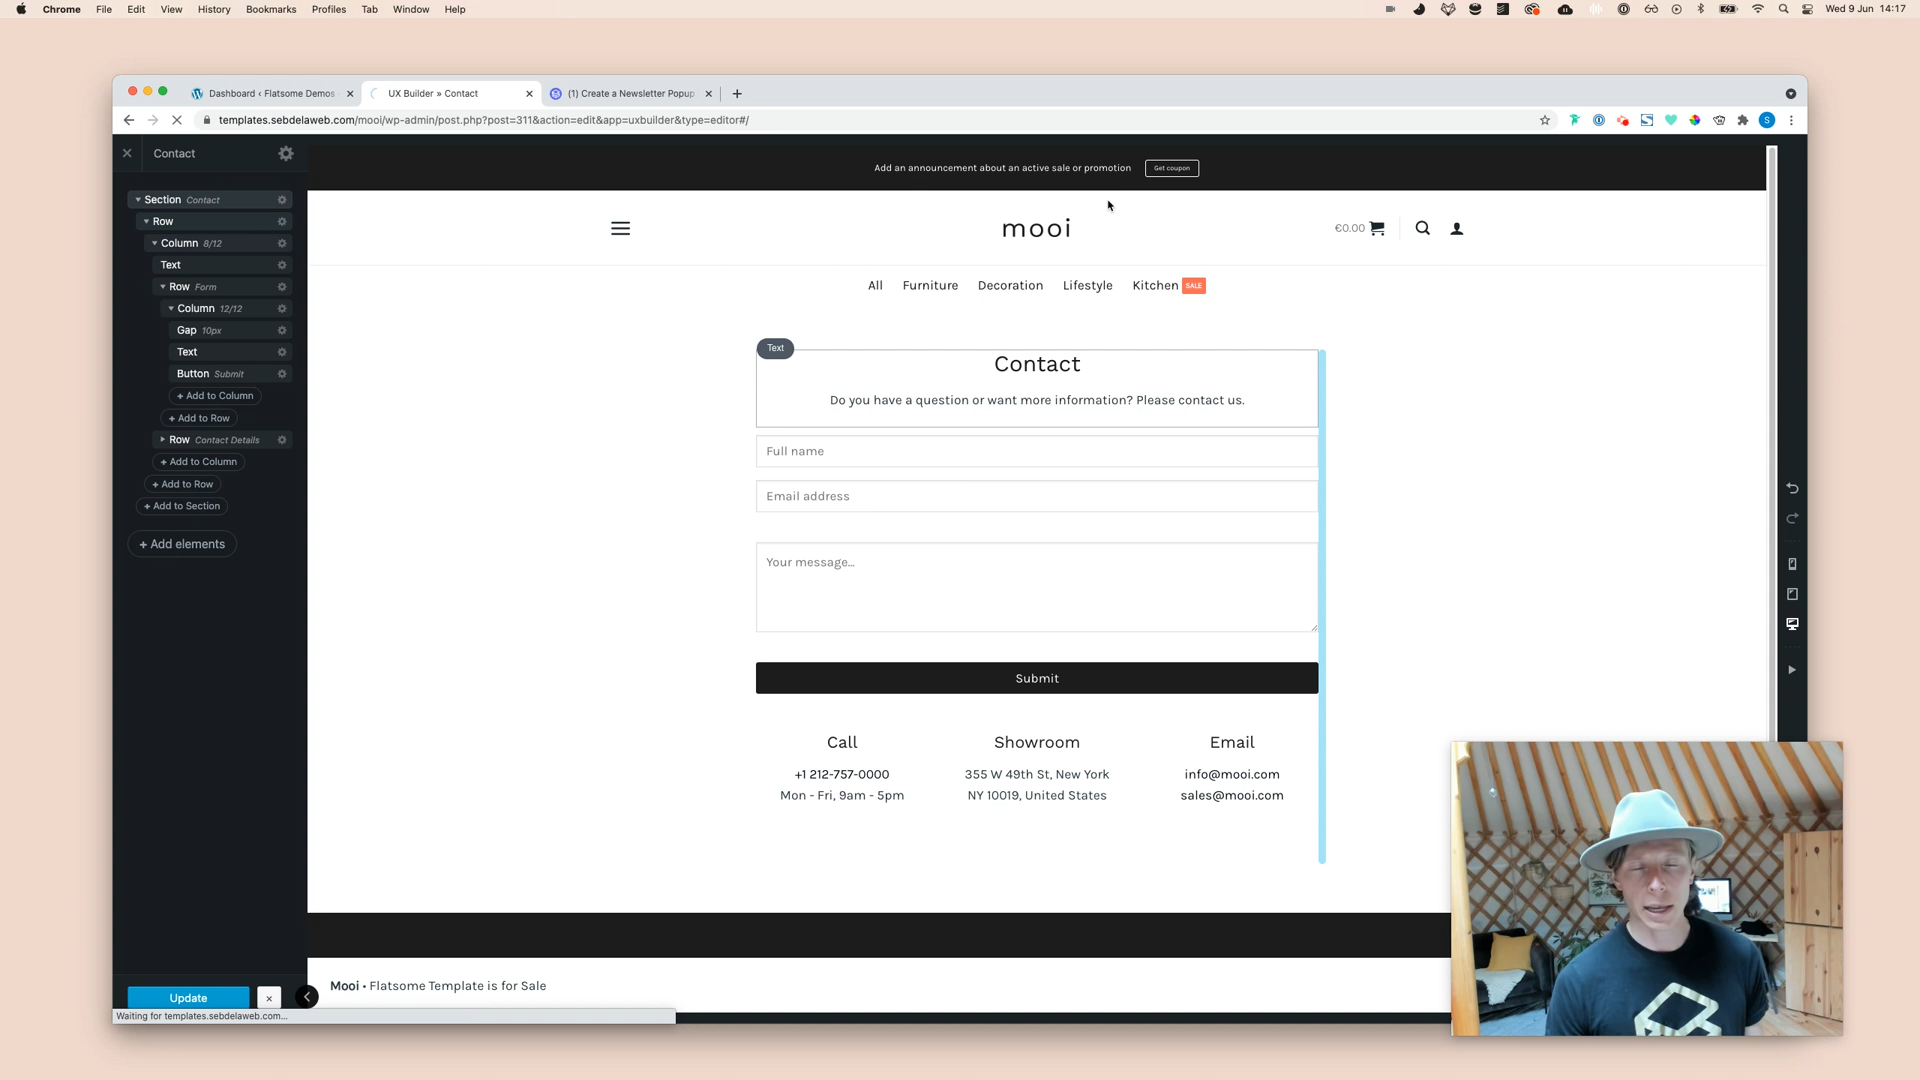 Chrome File Edit View History Bookmarks Profiles Tab Window Help Wed 9 Jun 14:17
Dashboard ‹ Flatsome Demos
UX Builder » Contact
(1) Create a Newsletter Popup
templates.sebdelaweb.com/mooi/wp-admin/post.php?post=311&action=edit&app=uxbuilder&type=editor#/
S
Contact
Section Contact
Row
Column 8/12
Text
Row Form
Column 12/12
Gap 10px
Text
Button Submit
+ Add to Column
+ Add to Row
Row Contact Details
+ Add to Column
+ Add to Row
+ Add to Section
+ Add elements
Update
Waiting for templates.sebdelaweb.com...
Add an announcement about an active sale or promotion Get coupon
mooi
€0.00
All Furniture Decoration Lifestyle Kitchen SALE
Text
Contact
Do you have a question or want more information? Please contact us.
Full name
Email address
Your message...
Submit
Call Showroom Email
+1 212-757-0000 355 W 49th St, New York info@mooi.com
Mon - Fri, 9am - 5pm NY 10019, United States sales@mooi.com
Mooi • Flatsome Template is for Sale